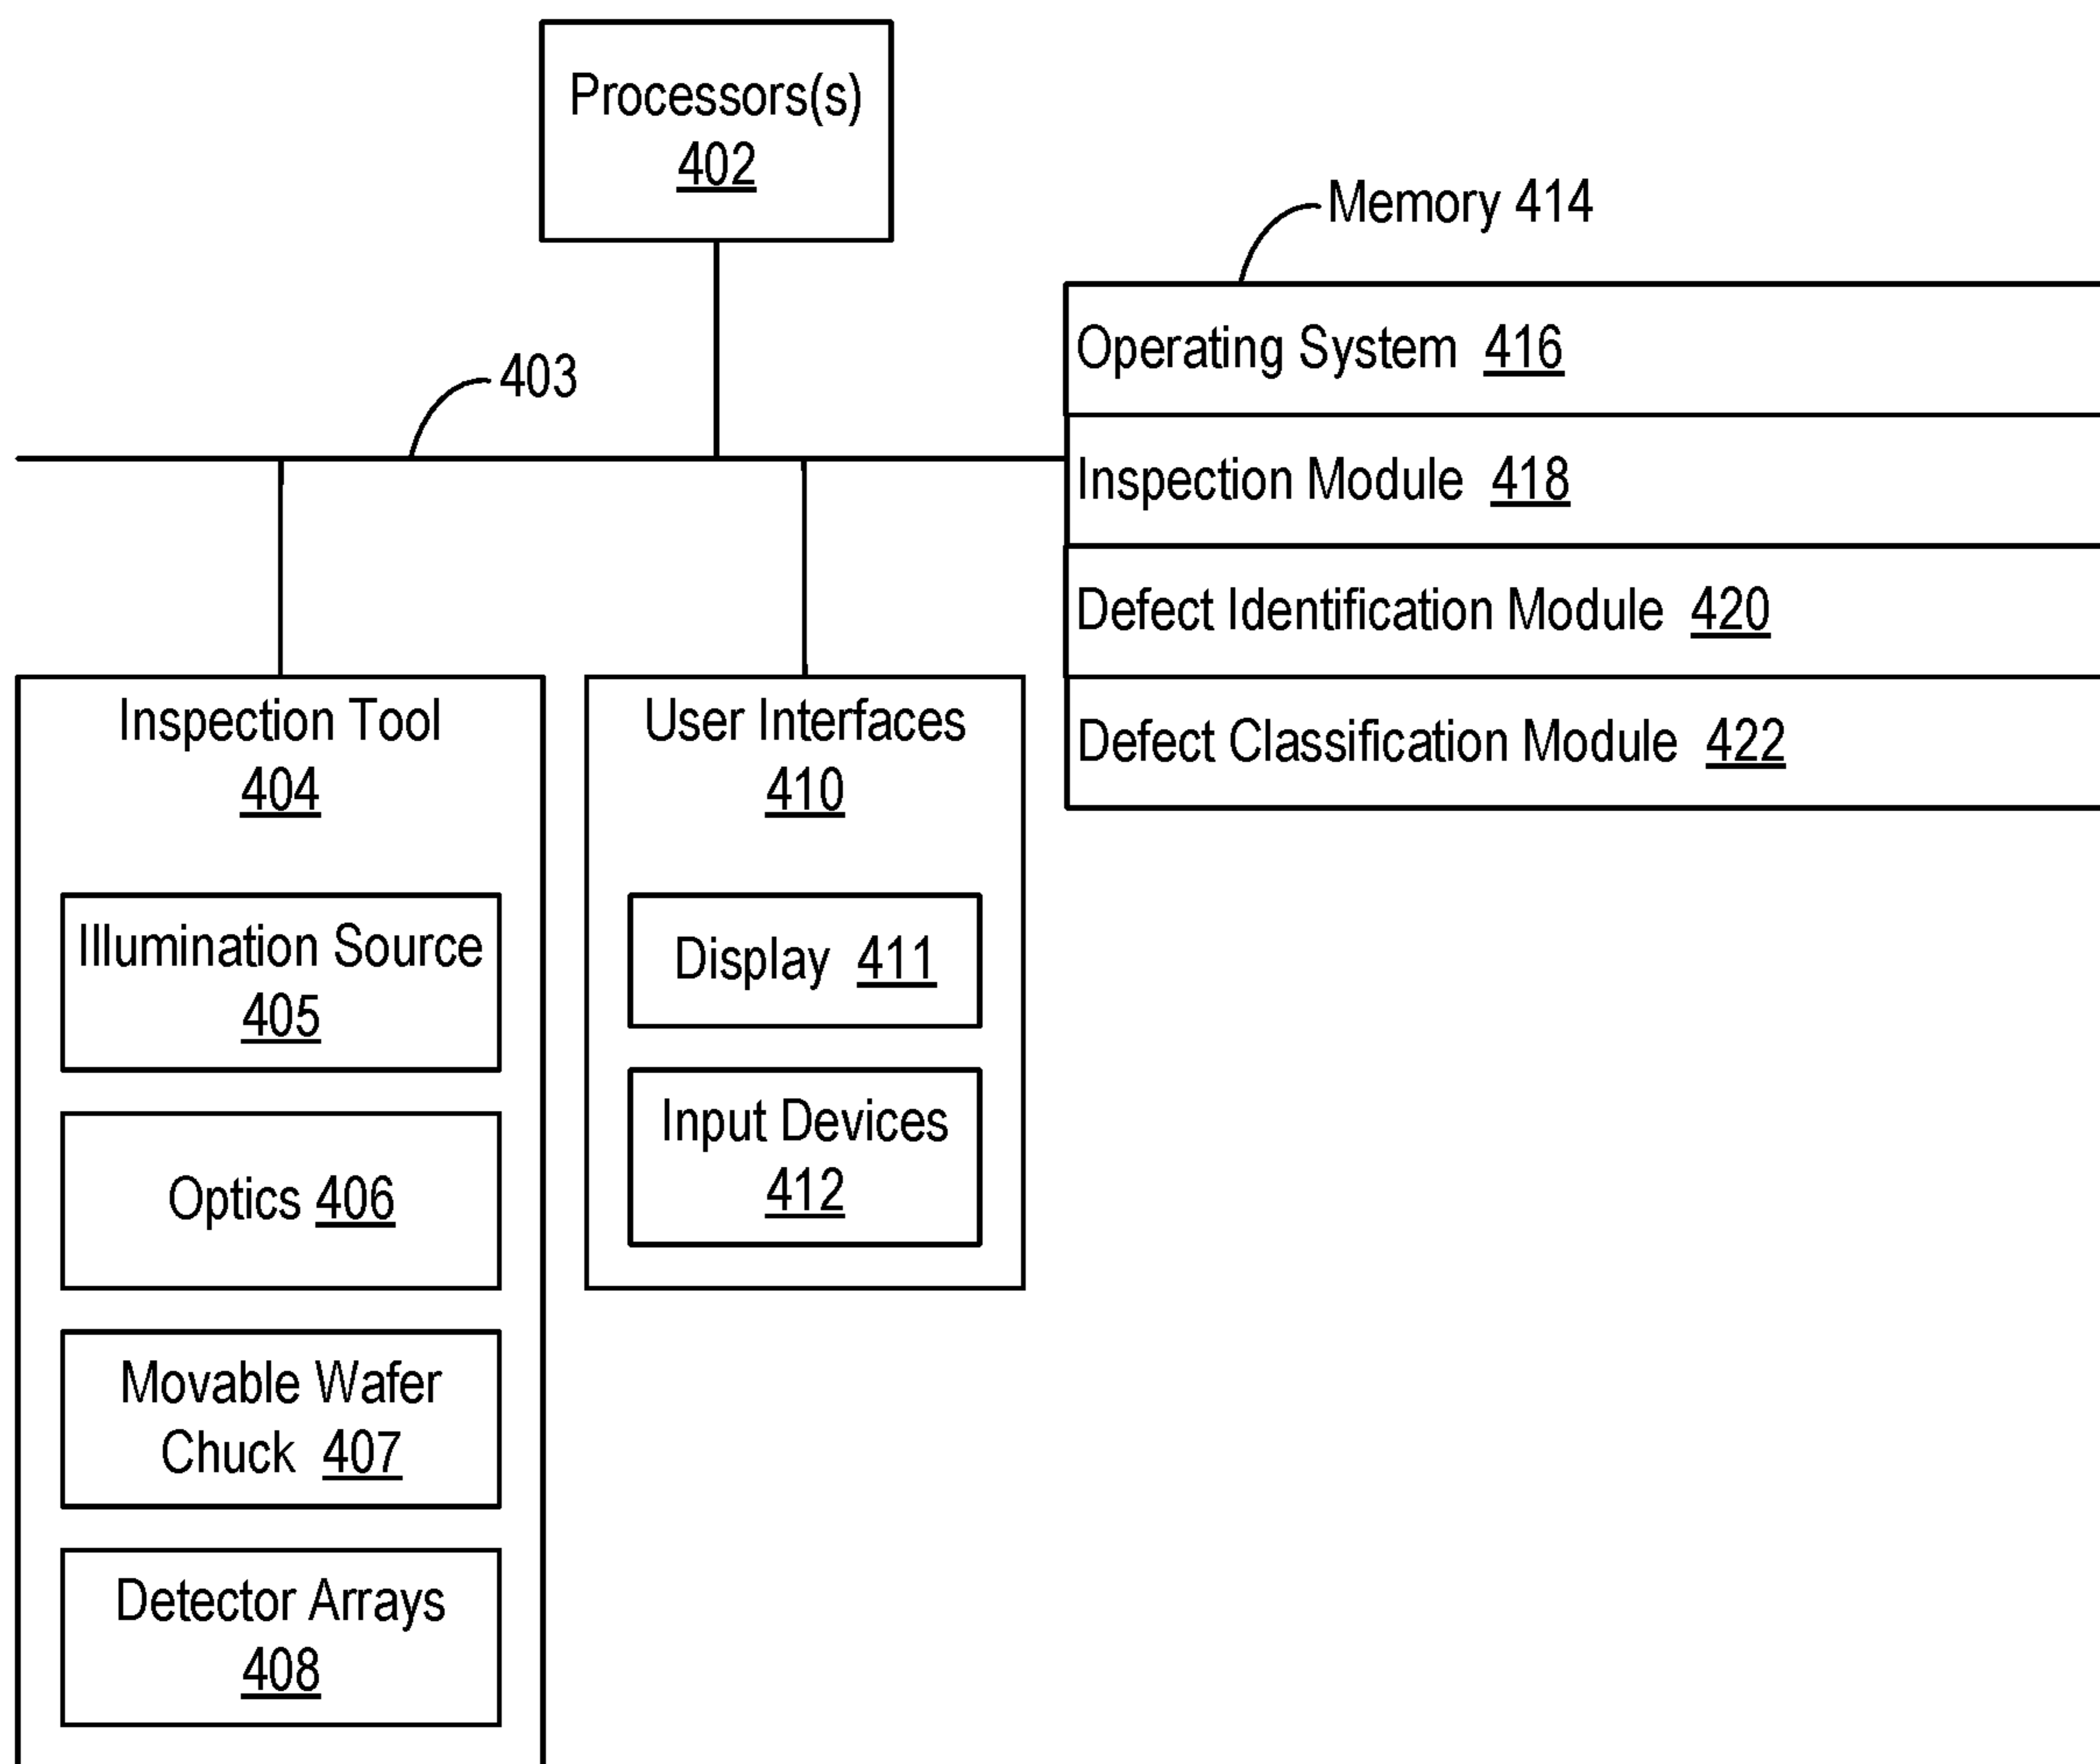 Processors(s)
402
Memory 414
403
Operating System 416
Inspection Module 418
Defect Identification Module 420
Defect Classification Module 422
Inspection Tool
404
Illumination Source
405
Optics 406
Movable Wafer
Chuck 407
Detector Arrays
408
User Interfaces
410
Display 411
Input Devices
412